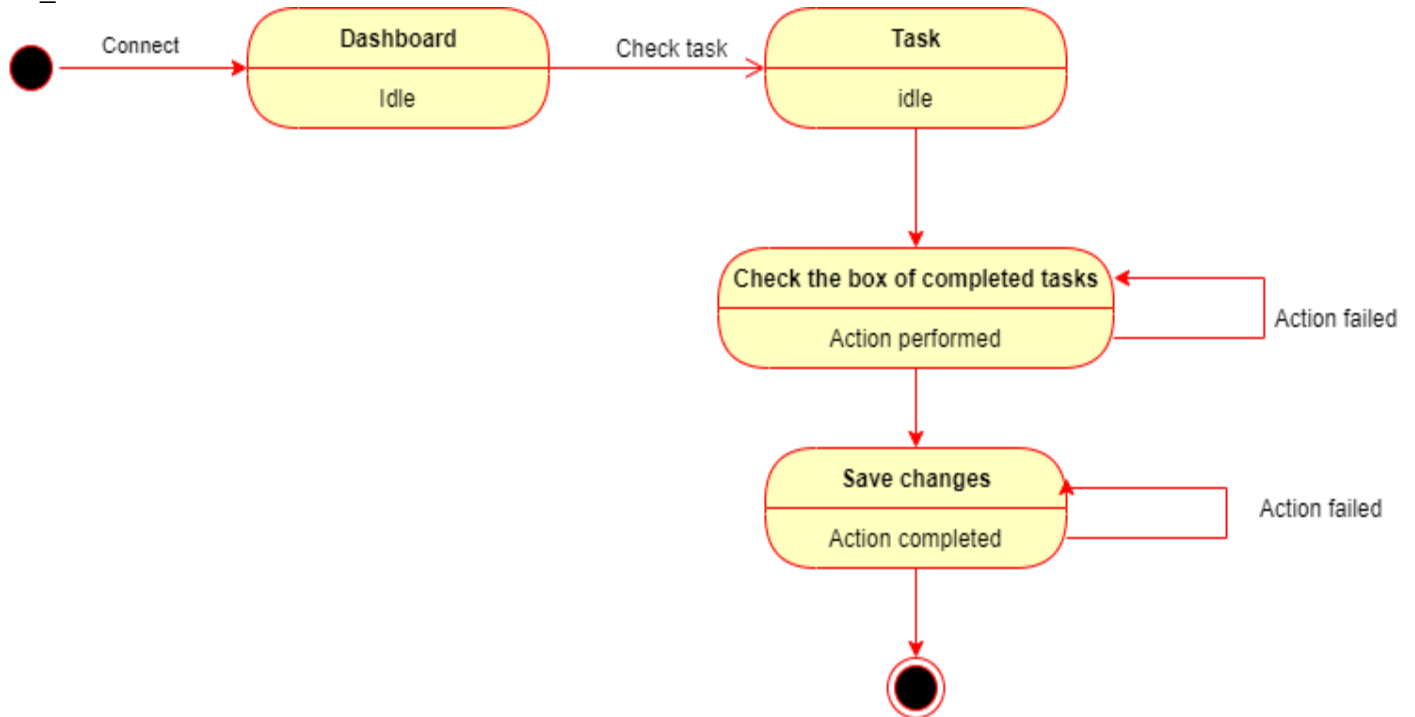 Connect
Dashboard
Idle
Check task
Task
idle
Check the box of completed tasks
Action performed
Action failed
Save changes
Action completed
Action failed